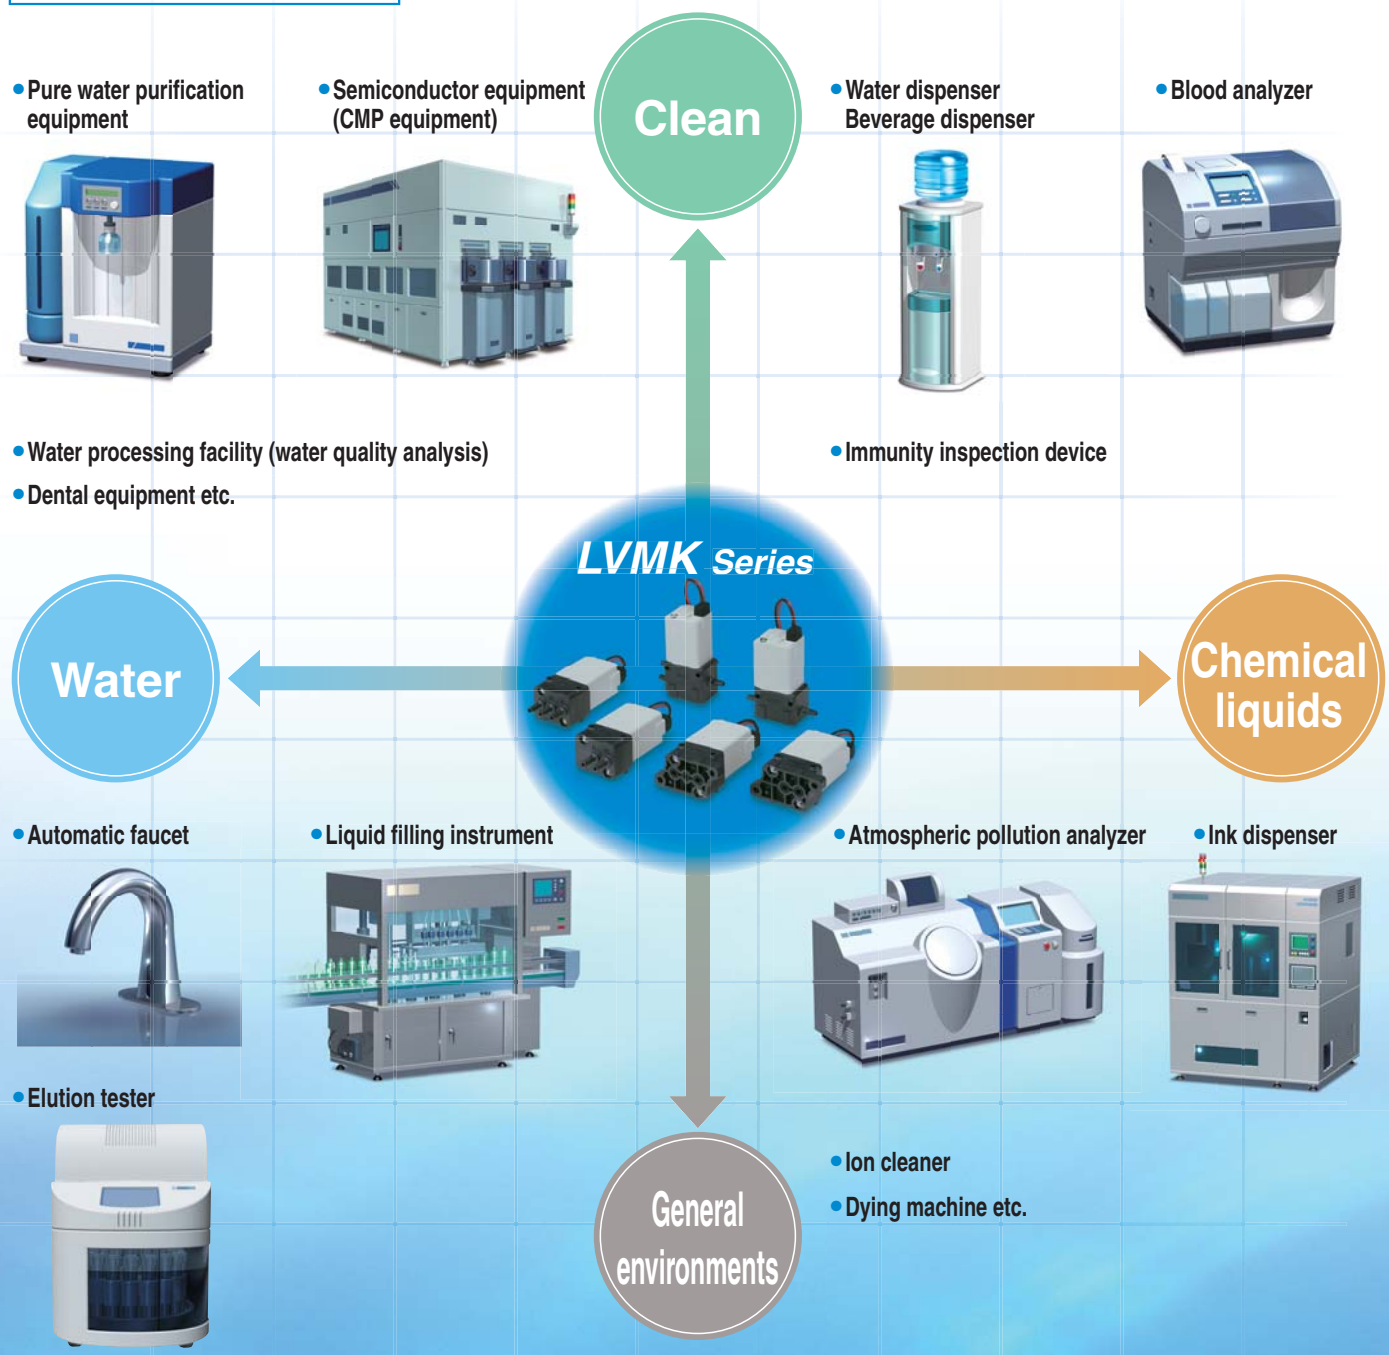 Clean
• Pure water purification
equipment
• Semiconductor equipment
(CMP equipment)
• Water dispenser
Beverage dispenser
• Blood analyzer
• Water processing facility (water quality analysis)
• Dental equipment etc.
• Immunity inspection device
LVMK Series
Water
Chemical
liquids
• Automatic faucet
• Liquid filling instrument
• Atmospheric pollution analyzer
• Ink dispenser
• Elution tester
• Ion cleaner
• Dying machine etc.
General
environments